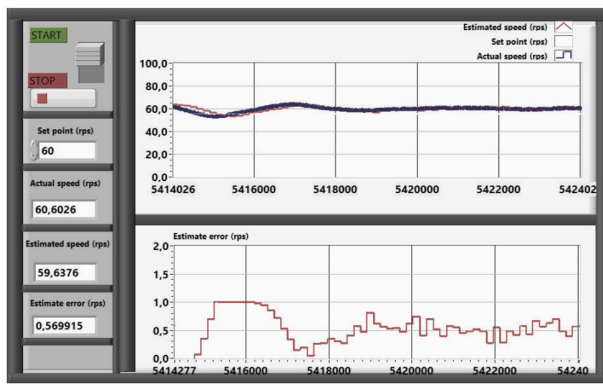 START
STOP
Set point (rps)
60
Actual speed (rps)
60,6026
Estimated speed (rps)
59,6376
Estimate error (rps)
0,569915
Estimated speed (rps)
Set point (rps)
Actual speed (rps)
100,0
80,0
60,0
40,0
20,0
0,0
5414026 5416000 5418000 5420000 5422000 542402
Estimate error (rps)
2,0
1,5
1,0
0,5
0,0
5414277 5416000 5418000 5420000 5422000 54240